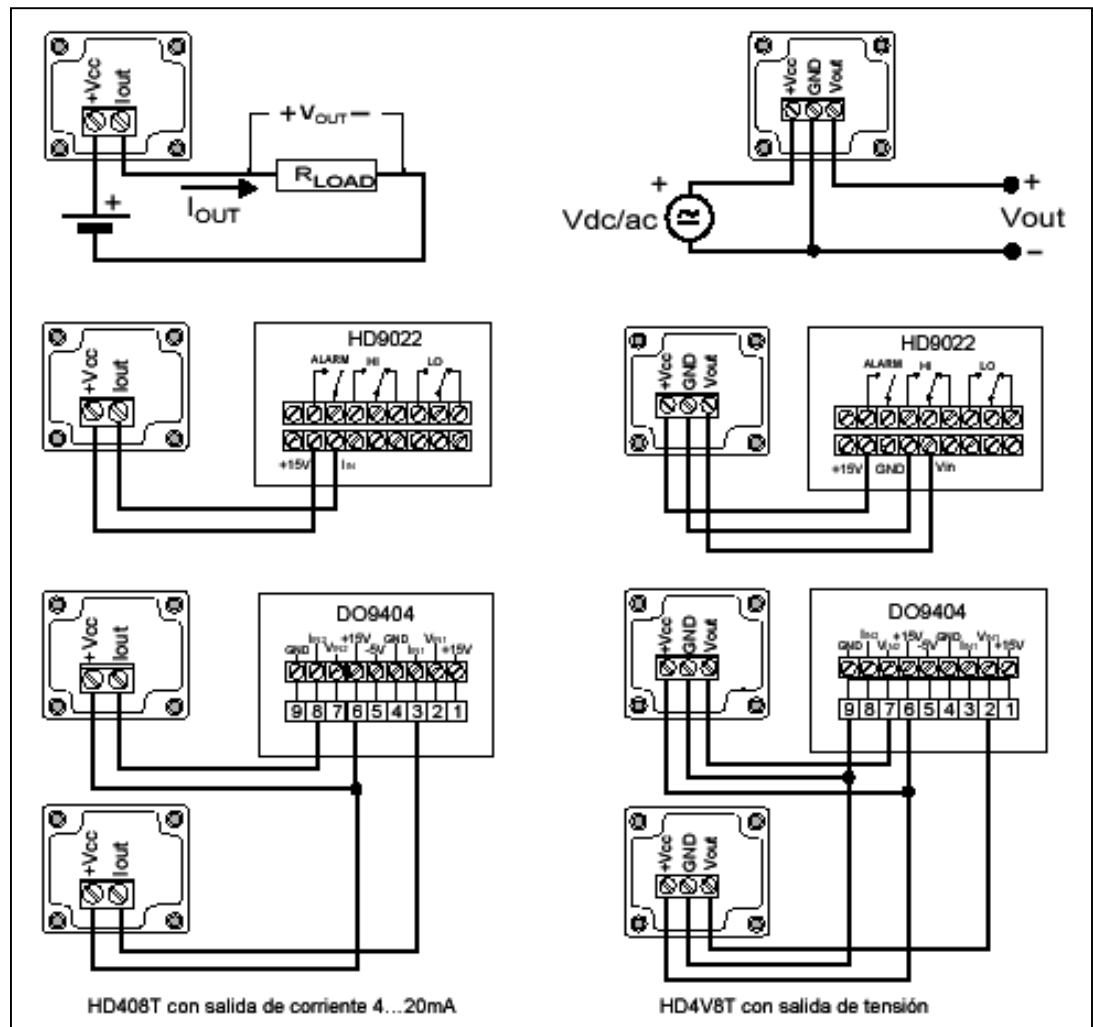 +Vcc
Iout
+VOUT−
RLOAD
IOUT
+
+Vcc
GND
Vout
+
Vdc/ac
+
Vout
−
+Vcc
Iout
HD9022
ALARM HI LO
+15V IIN
+Vcc
GND
Vout
HD9022
ALARM HI LO
+15V GND Vin
+Vcc
Iout
DO9404
GND IIN2 VIN2 +15V -5V GND IIN1 VIN1 +15V
9 8 7 6 5 4 3 2 1
+Vcc
Iout
+Vcc
GND
Vout
DO9404
GND IIN2 VIN2 +15V -5V GND IIN1 VIN1 +15V
9 8 7 6 5 4 3 2 1
+Vcc
GND
Vout
HD408T con salida de corriente 4...20mA
HD4V8T con salida de tensión